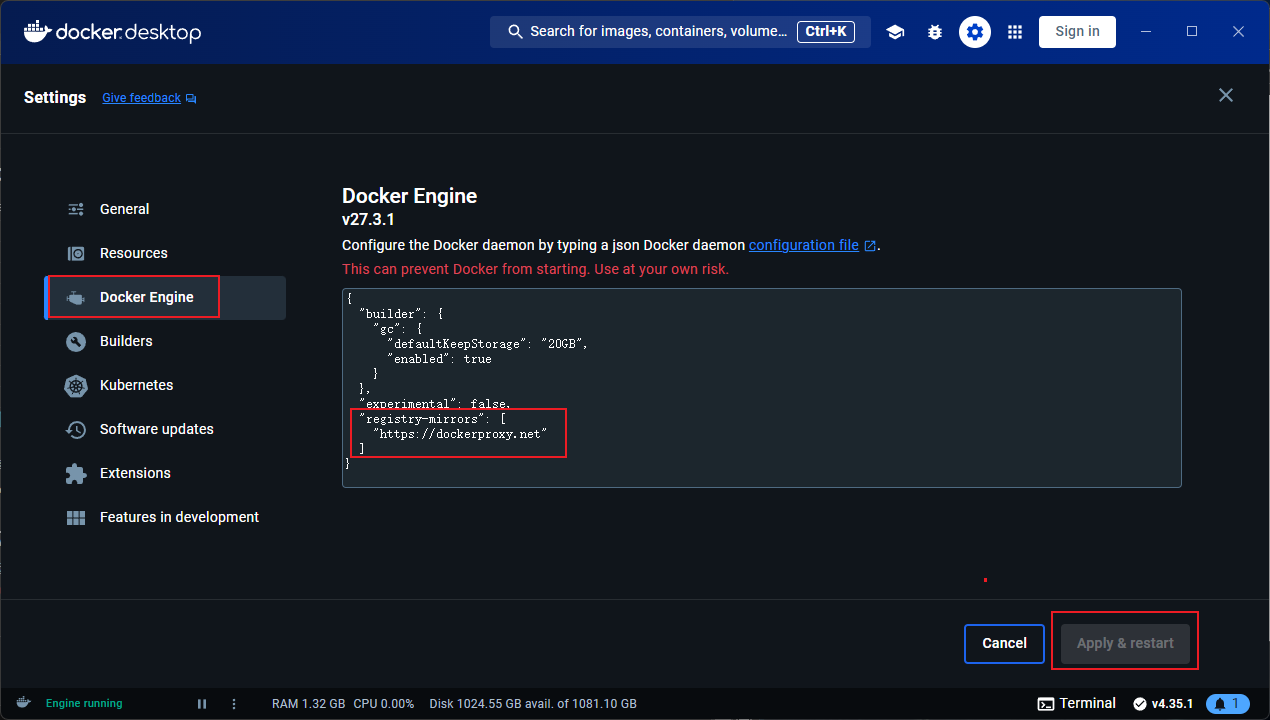 docker desktop
Search for images, containers, volume... Ctrl+K
Sign in
Settings Give feedback
General
Resources
Docker Engine
Builders
Kubernetes
Software updates
Extensions
Features in development
Docker Engine
v27.3.1
Configure the Docker daemon by typing a json Docker daemon configuration file .
This can prevent Docker from starting. Use at your own risk.
{
"builder": {
"gc": {
"defaultKeepStorage": "20GB",
"enabled": true
}
},
"experimental": false,
"registry-mirrors": [
"https://dockerproxy.net"
]
}
Cancel Apply & restart
Engine running RAM 1.32 GB CPU 0.00% Disk 1024.55 GB avail. of 1081.10 GB Terminal v4.35.1 1